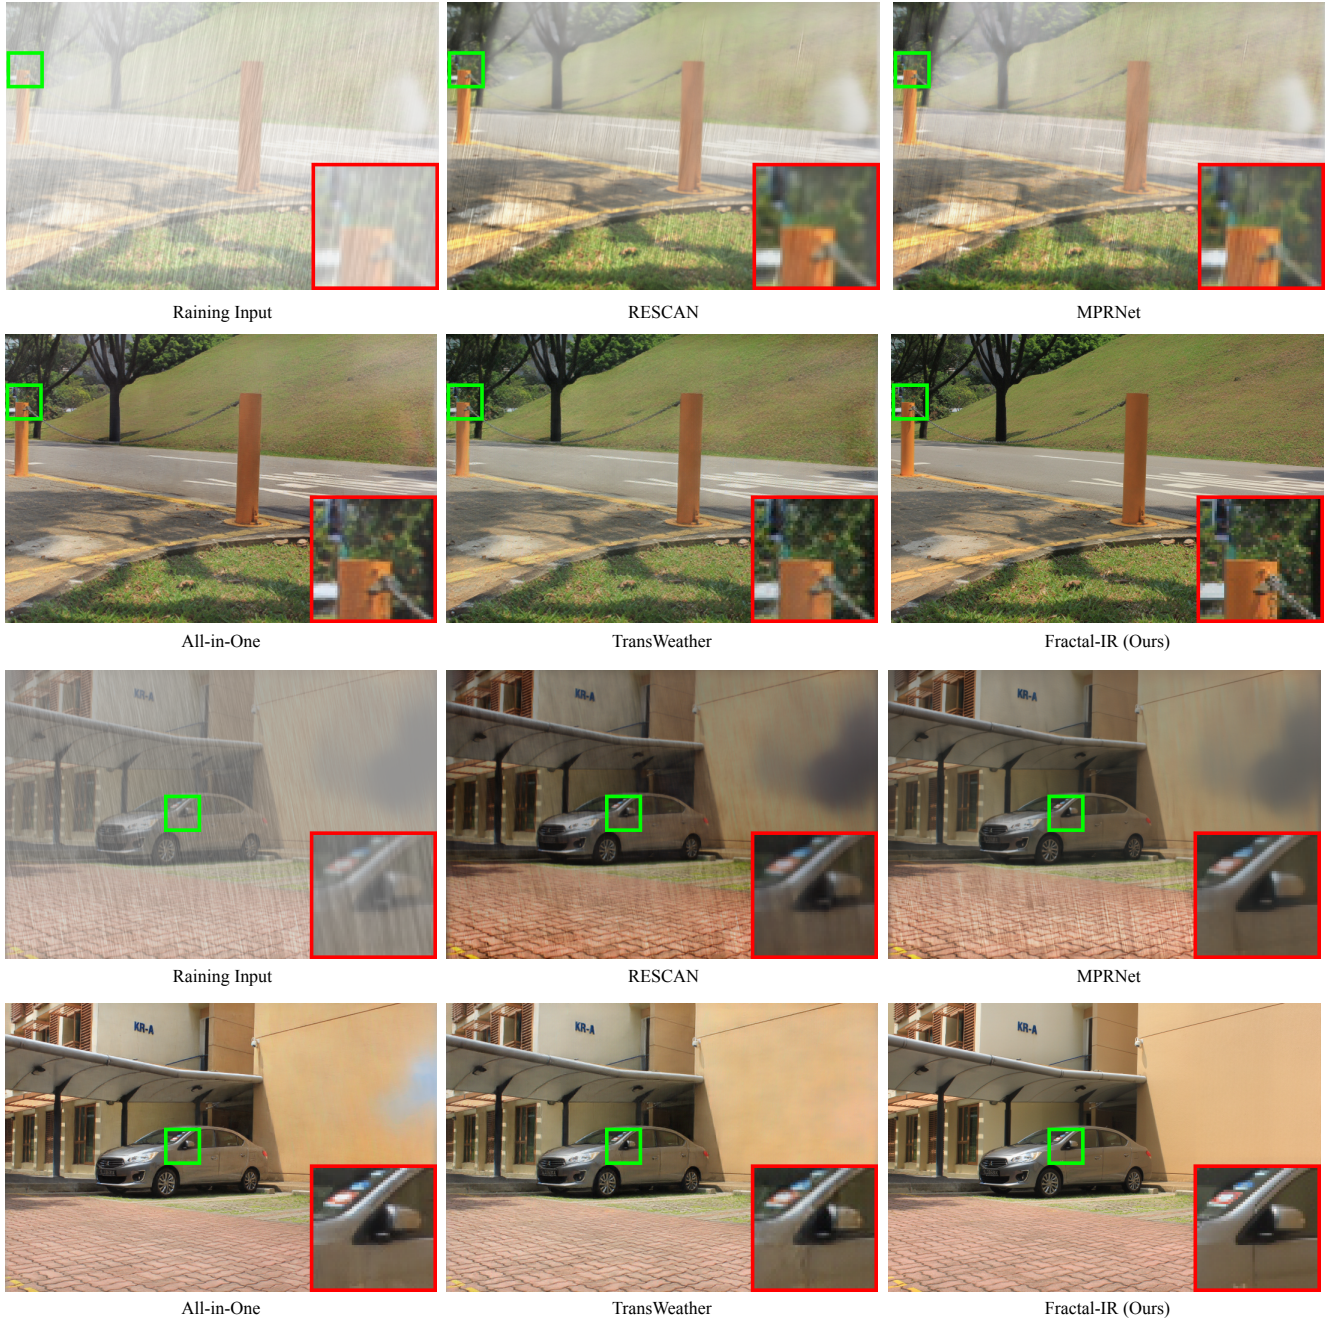 Raining Input
RESCAN
MPRNet
All-in-One
TransWeather
Fractal-IR (Ours)
KR-A
KR-A
KR-A
Raining Input
RESCAN
MPRNet
KR-A
KR-A
KR-A
All-in-One
TransWeather
Fractal-IR (Ours)